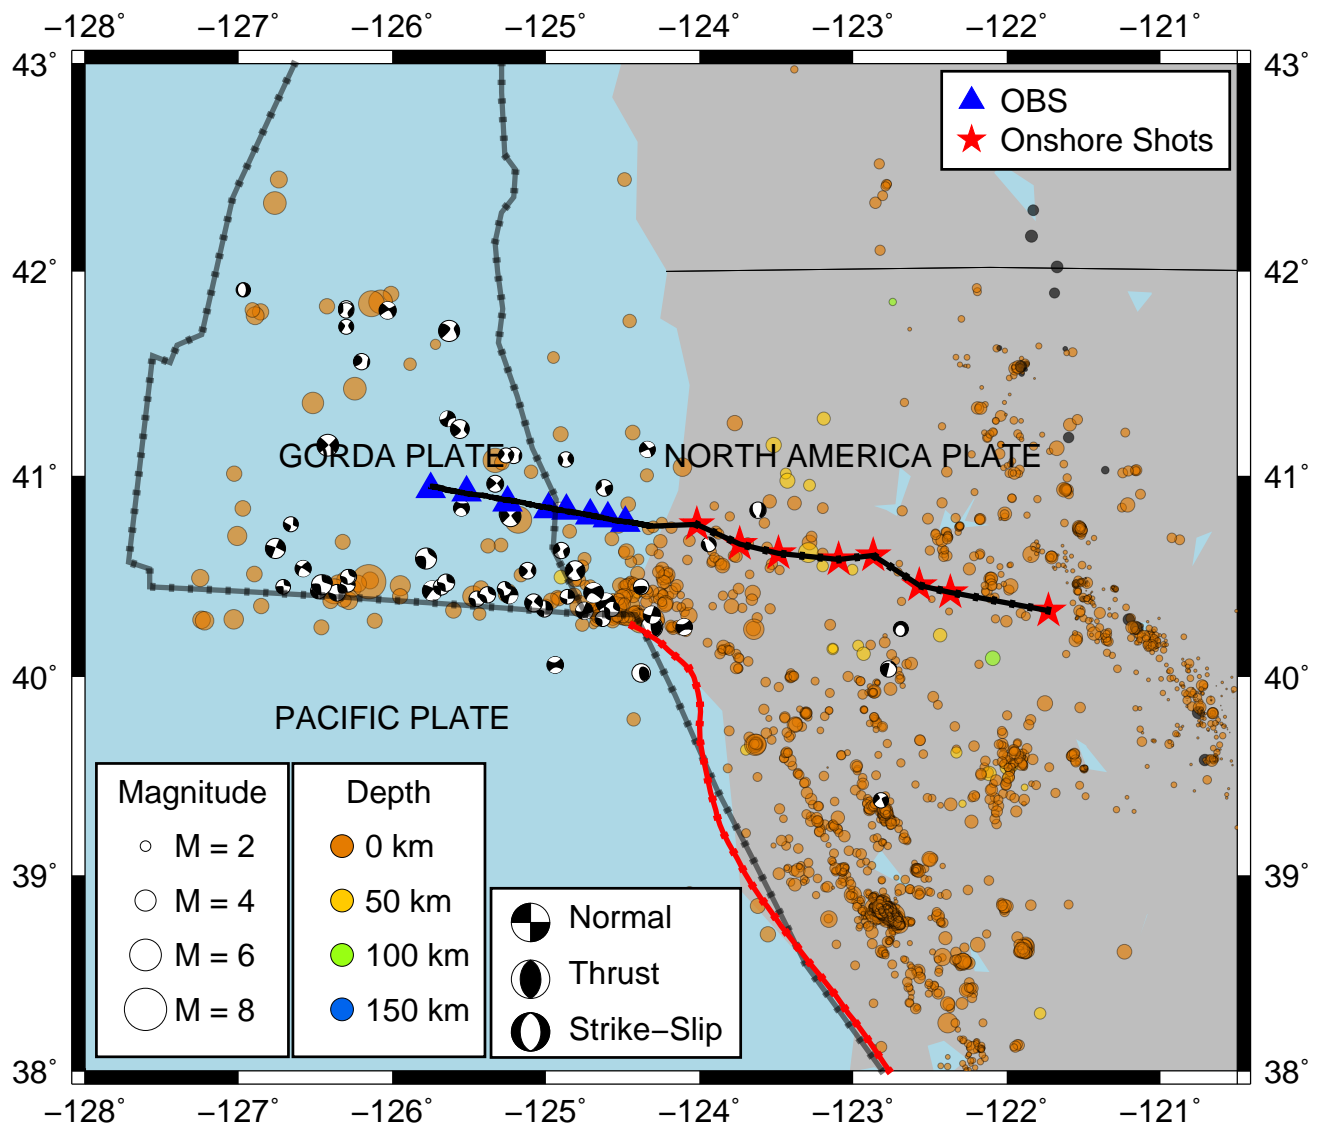 −128˚ −127˚ −126˚ −125˚ −124˚ −123˚ −122˚ −121˚
43˚ 43˚
OBS
Onshore Shots
42˚ 42˚
GORDA PLATE NORTH AMERICA PLATE
41˚ 41˚
40˚ 40˚
PACIFIC PLATE
Magnitude
M = 2
M = 4
M = 6
M = 8
Depth
0 km
50 km
100 km
150 km
Normal
Thrust
Strike−Slip
39˚ 39˚
38˚ 38˚
−128˚ −127˚ −126˚ −125˚ −124˚ −123˚ −122˚ −121˚